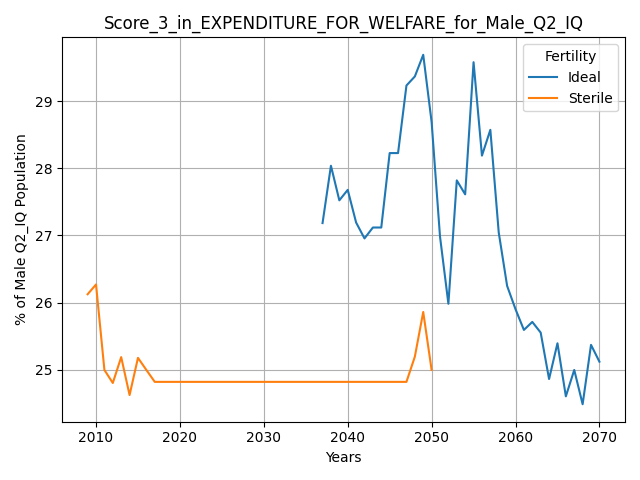 Score_3_in_EXPENDITURE_FOR_WELFARE_for_Male_Q2_IQ
Fertility
Ideal
Sterile
% of Male Q2_IQ Population
29
28
27
26
25
2010 2020 2030 2040 2050 2060 2070
Years